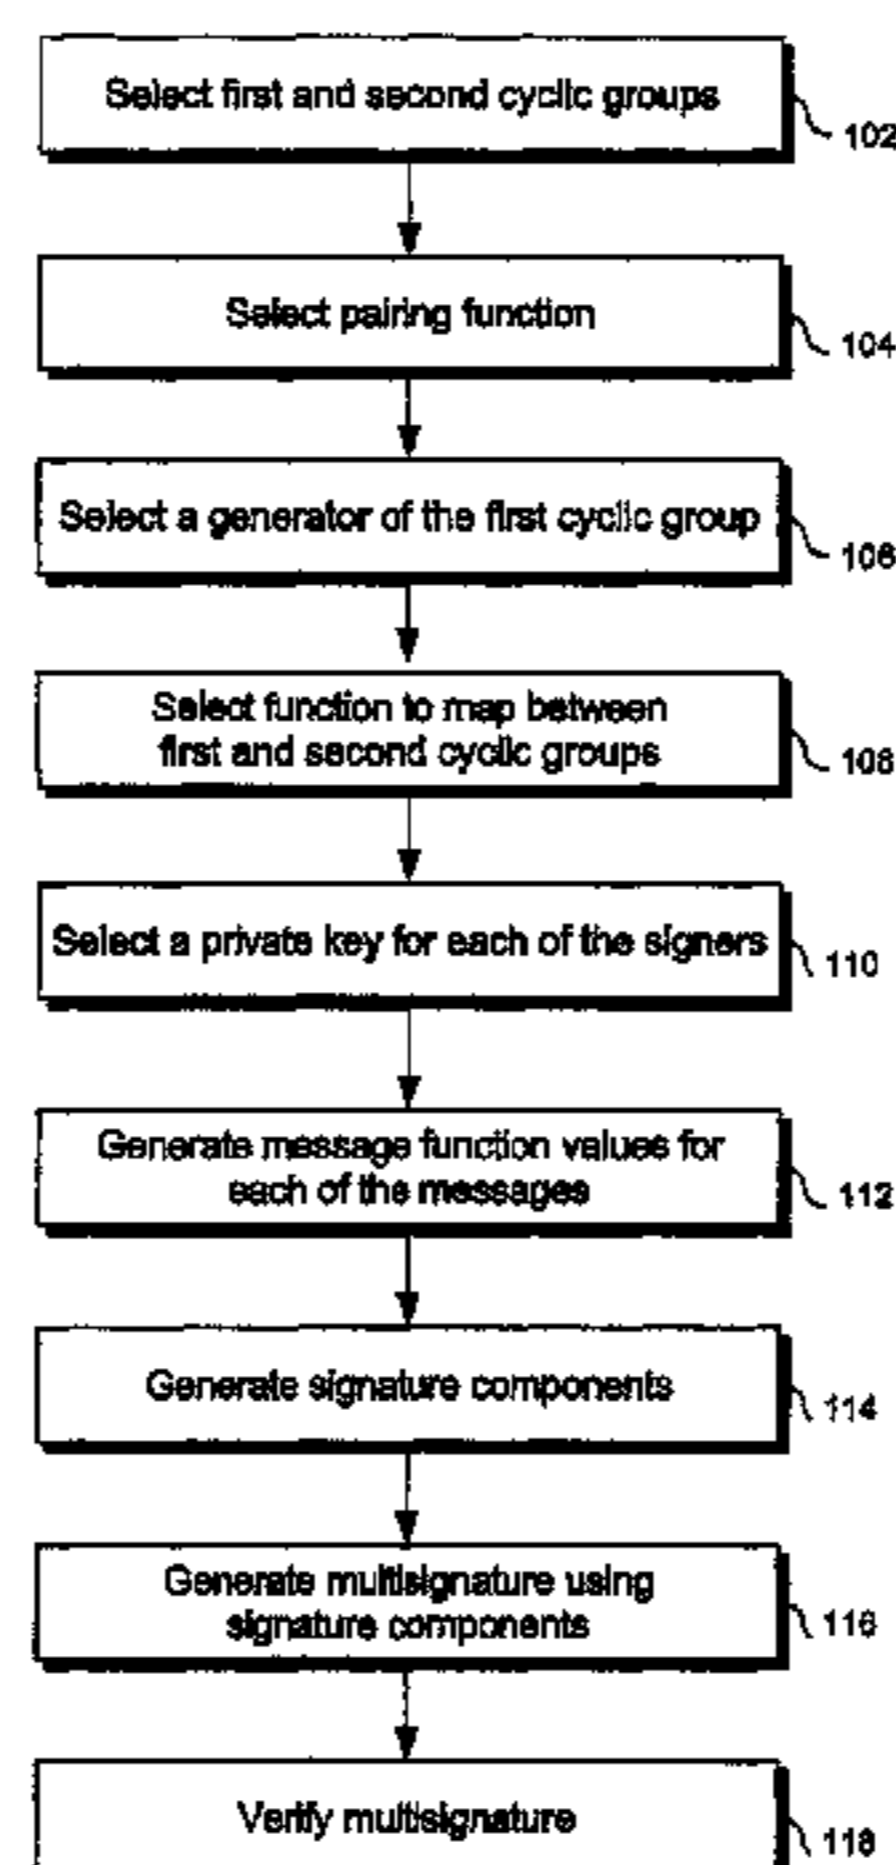 Select first and second cyclic groups
102
Select pairing function
104
Select a generator of the first cyclic group
106
Select function to map between
first and second cyclic groups
108
Select a private key for each of the signers
110
Generate message function values for
each of the messages
112
Generate signature components
114
Generate multisignature using
signature components
116
Verify multisignature
118